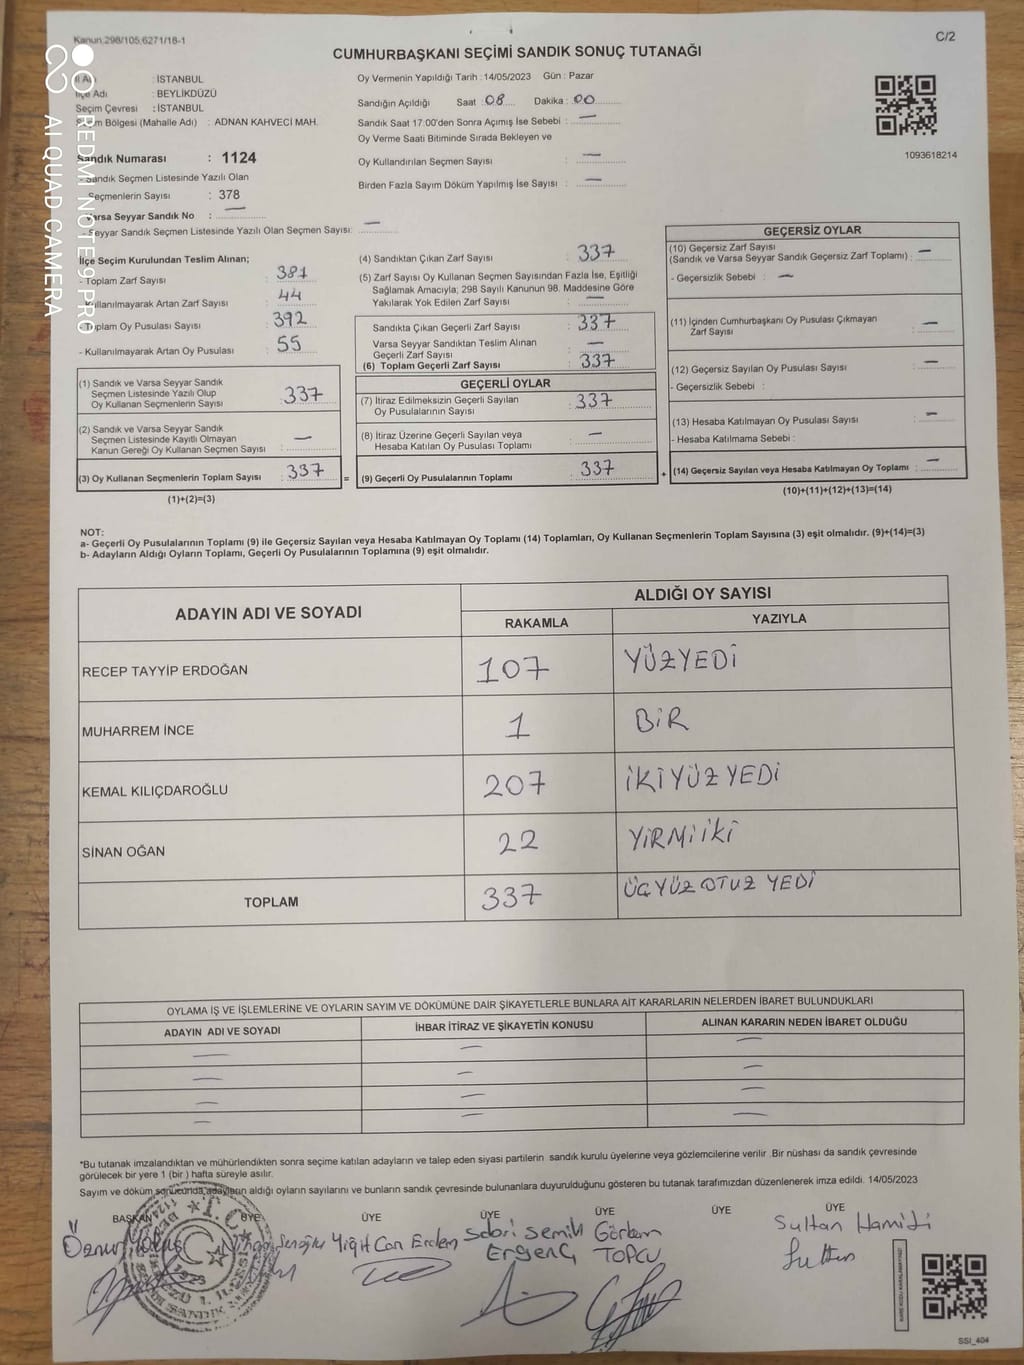 Kanun:298/105,6271/18-1
C/2
CUMHURBAŞKANI SEÇİMİ SANDIK SONUÇ TUTANAĞI
İl Adı : İSTANBUL
İlçe Adı : BEYLİKDÜZÜ
Seçim Çevresi : İSTANBUL
Seçim Bölgesi (Mahalle Adı) : ADNAN KAHVECİ MAH.
Sandık Numarası : 1124
- Sandık Seçmen Listesinde Yazılı Olan
Seçmenlerin Sayısı : 378
Varsa Seyyar Sandık No : —
- Seyyar Sandık Seçmen Listesinde Yazılı Olan Seçmen Sayısı: —
Oy Vermenin Yapıldığı Tarih : 14/05/2023 Gün : Pazar
Sandığın Açıldığı Saat : 08 Dakika : 00
Sandık Saat 17:00'den Sonra Açılmış İse Sebebi : —
Oy Verme Saati Bitiminde Sırada Bekleyen ve
Oy Kullandırılan Seçmen Sayısı : —
Birden Fazla Sayım Döküm Yapılmış İse Sayısı : —
1093618214
İlçe Seçim Kurulundan Teslim Alınan;
- Toplam Zarf Sayısı : 381
- Kullanılmayarak Artan Zarf Sayısı : 44
- Toplam Oy Pusulası Sayısı : 392
- Kullanılmayarak Artan Oy Pusulası : 55
(1) Sandık ve Varsa Seyyar Sandık
Seçmen Listesinde Yazılı Olup
Oy Kullanan Seçmenlerin Sayısı : 337
(2) Sandık ve Varsa Seyyar Sandık
Seçmen Listesinde Kayıtlı Olmayan
Kanun Gereği Oy Kullanan Seçmen Sayısı : —
(3) Oy Kullanan Seçmenlerin Toplam Sayısı : 337
(1)+(2)=(3)
=
(4) Sandıktan Çıkan Zarf Sayısı : 337
(5) Zarf Sayısı Oy Kullanan Seçmen Sayısından Fazla İse, Eşitliği
Sağlamak Amacıyla; 298 Sayılı Kanunun 98. Maddesine Göre
Yakılarak Yok Edilen Zarf Sayısı : —
Sandıkta Çıkan Geçerli Zarf Sayısı : 337
Varsa Seyyar Sandıktan Teslim Alınan
Geçerli Zarf Sayısı : —
(6) Toplam Geçerli Zarf Sayısı : 337
GEÇERLİ OYLAR
(7) İtiraz Edilmeksizin Geçerli Sayılan
Oy Pusulalarının Sayısı : 337
(8) İtiraz Üzerine Geçerli Sayılan veya
Hesaba Katılan Oy Pusulası Toplamı : —
(9) Geçerli Oy Pusulalarının Toplamı : 337
+
GEÇERSİZ OYLAR
(10) Geçersiz Zarf Sayısı
(Sandık ve Varsa Seyyar Sandık Geçersiz Zarf Toplamı) : —
- Geçersizlik Sebebi : —
(11) İçinden Cumhurbaşkanı Oy Pusulası Çıkmayan
Zarf Sayısı : —
(12) Geçersiz Sayılan Oy Pusulası Sayısı : —
- Geçersizlik Sebebi :
(13) Hesaba Katılmayan Oy Pusulası Sayısı : —
- Hesaba Katılmama Sebebi :
(14) Geçersiz Sayılan veya Hesaba Katılmayan Oy Toplamı : —
(10)+(11)+(12)+(13)=(14)
NOT:
a- Geçerli Oy Pusulalarının Toplamı (9) ile Geçersiz Sayılan veya Hesaba Katılmayan Oy Toplamı (14) Toplamları, Oy Kullanan Seçmenlerin Toplam Sayısına (3) eşit olmalıdır. (9)+(14)=(3)
b- Adayların Aldığı Oyların Toplamı, Geçerli Oy Pusulalarının Toplamına (9) eşit olmalıdır.
ADAYIN ADI VE SOYADI ALDIĞI OY SAYISI
RAKAMLA YAZIYLA
RECEP TAYYİP ERDOĞAN 107 YÜZYEDİ
MUHARREM İNCE 1 BİR
KEMAL KILIÇDAROĞLU 207 İKİYÜZ YEDİ
SİNAN OĞAN 22 YİRMİİKİ
TOPLAM 337 ÜÇYÜZ OTUZ YEDİ
OYLAMA İŞ VE İŞLEMLERİNE VE OYLARIN SAYIM VE DÖKÜMÜNE DAİR ŞİKAYETLERLE BUNLARA AİT KARARLARIN NELERDEN İBARET BULUNDUKLARI
ADAYIN ADI VE SOYADI İHBAR İTİRAZ VE ŞİKAYETİN KONUSU ALINAN KARARIN NEDEN İBARET OLDUĞU
— — —
— — —
— — —
— — —
*Bu tutanak imzalandıktan ve mühürlendikten sonra seçime katılan adayların ve talep eden siyasi partilerin sandık kurulu üyelerine veya gözlemcilerine verilir .Bir nüshası da sandık çevresinde
görülecek bir yere 1 (bir ) hafta süreyle asılır.
Sayım ve döküm sonucunda adayların aldığı oyların sayılarını ve bunların sandık çevresinde bulunanlara duyurulduğunu gösteren bu tutanak tarafımızdan düzenlenerek imza edildi. 14/05/2023
BAŞKAN ÜYE ÜYE ÜYE ÜYE ÜYE ÜYE
Yiğit Can Erdem
Sabri Semih
Ergenç
Görkem
TOPCU
Sultan Hamidi
Sultan
T.C.
SSİ_404
REDMI NOTE 9 PRO
AI QUAD CAMERA